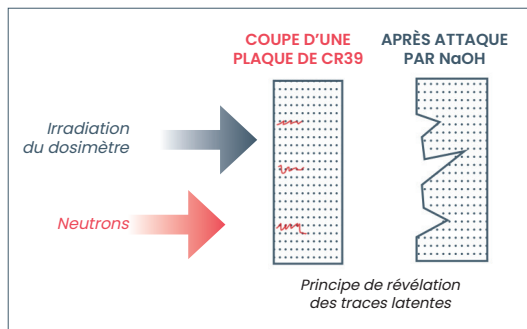 COUPE D’UNE
PLAQUE DE CR39
APRÈS ATTAQUE
PAR NaOH
Irradiation
du dosimètre
Neutrons
Principe de révélation
des traces latentes